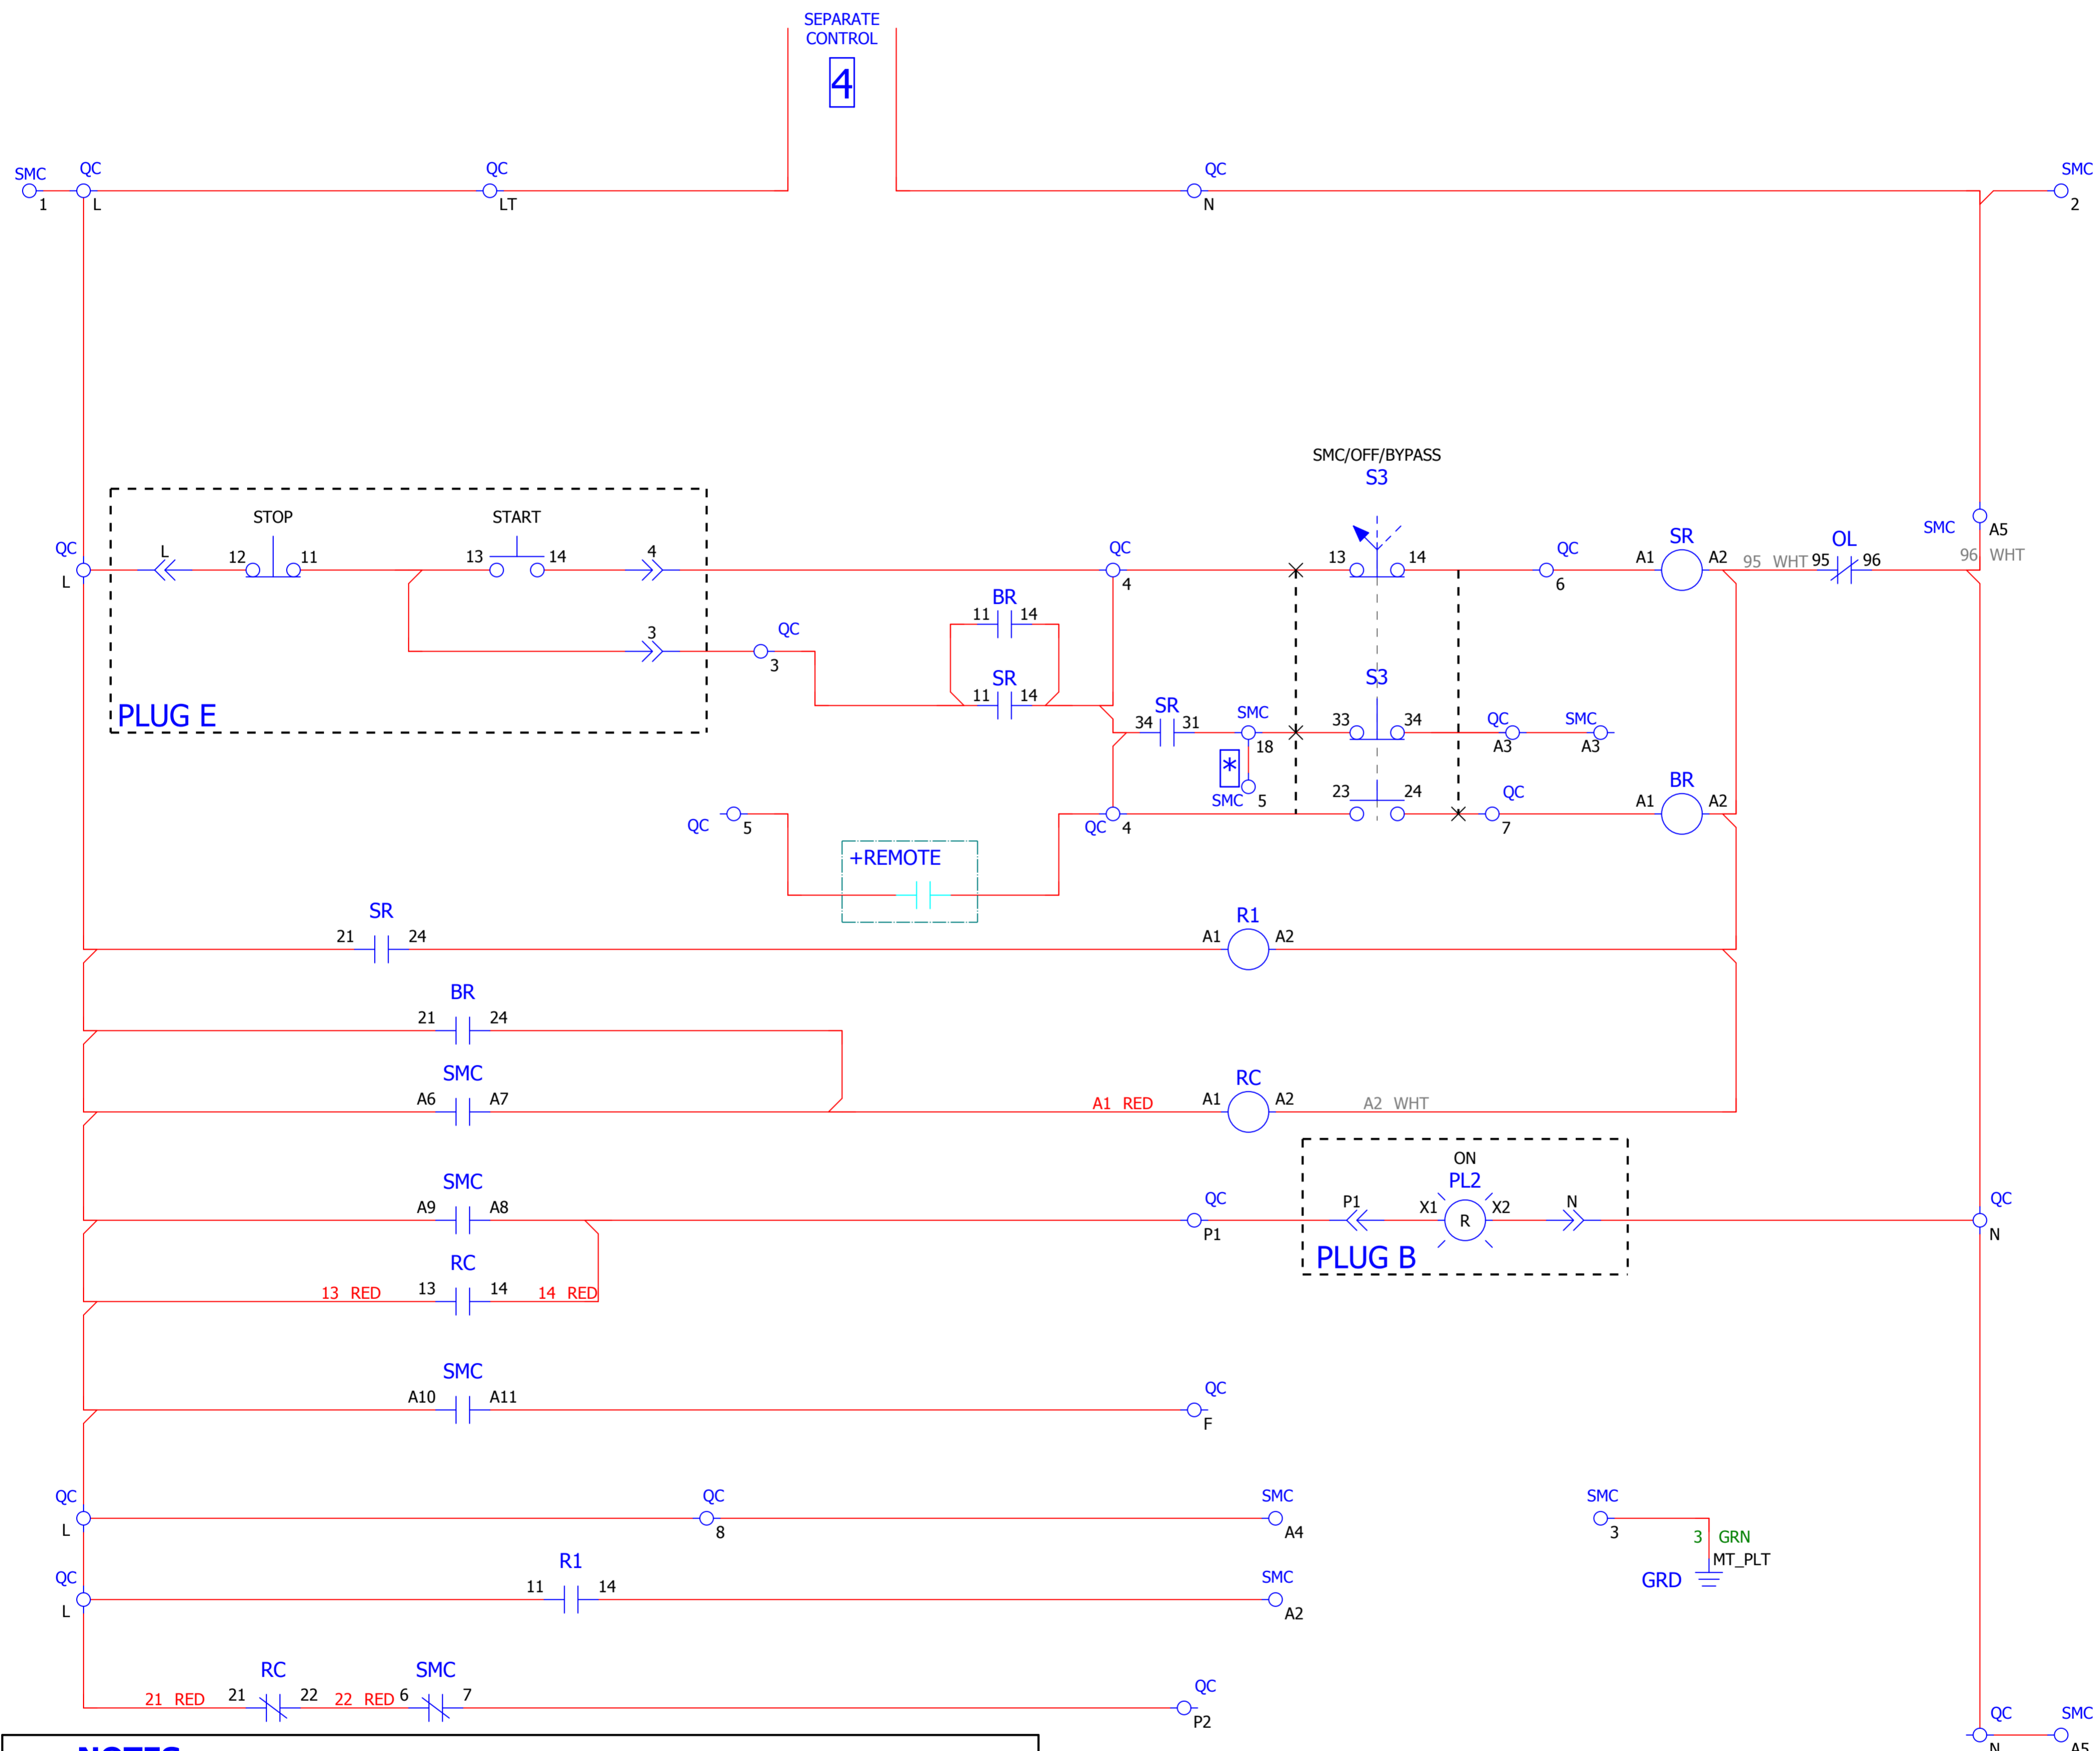 SEPARATE
CONTROL
4
SMC
1
QC
L
QC
LT
QC
N
SMC
2
SMC/OFF/BYPASS
S3
STOP
START
QC
L
L
12
11
13
14
4
QC
4
13
14
QC
6
SR
A1
A2
95 WHT
95
OL
96
96 WHT
SMC
A5
BR
11
14
3
QC
3
PLUG E
SR
11
14
SR
34
31
SMC
18
*
SMC
5
S3
33
34
QC
A3
SMC
A3
23
24
QC
7
BR
A1
A2
QC
5
QC
4
+REMOTE
SR
21
24
R1
A1
A2
BR
21
24
SMC
A6
A7
A1 RED
RC
A1
A2
A2 WHT
SMC
A9
A8
QC
P1
ON
PL2
P1
X1
R
X2
N
PLUG B
QC
N
RC
13 RED
13
14
14 RED
SMC
A10
A11
QC
F
QC
L
QC
8
SMC
A4
SMC
3
3 GRN
MT_PLT
GRD
QC
L
R1
11
14
SMC
A2
RC
21 RED
21
22
22 RED
SMC
6
7
QC
P2
QC
N
SMC
A5
NOTES